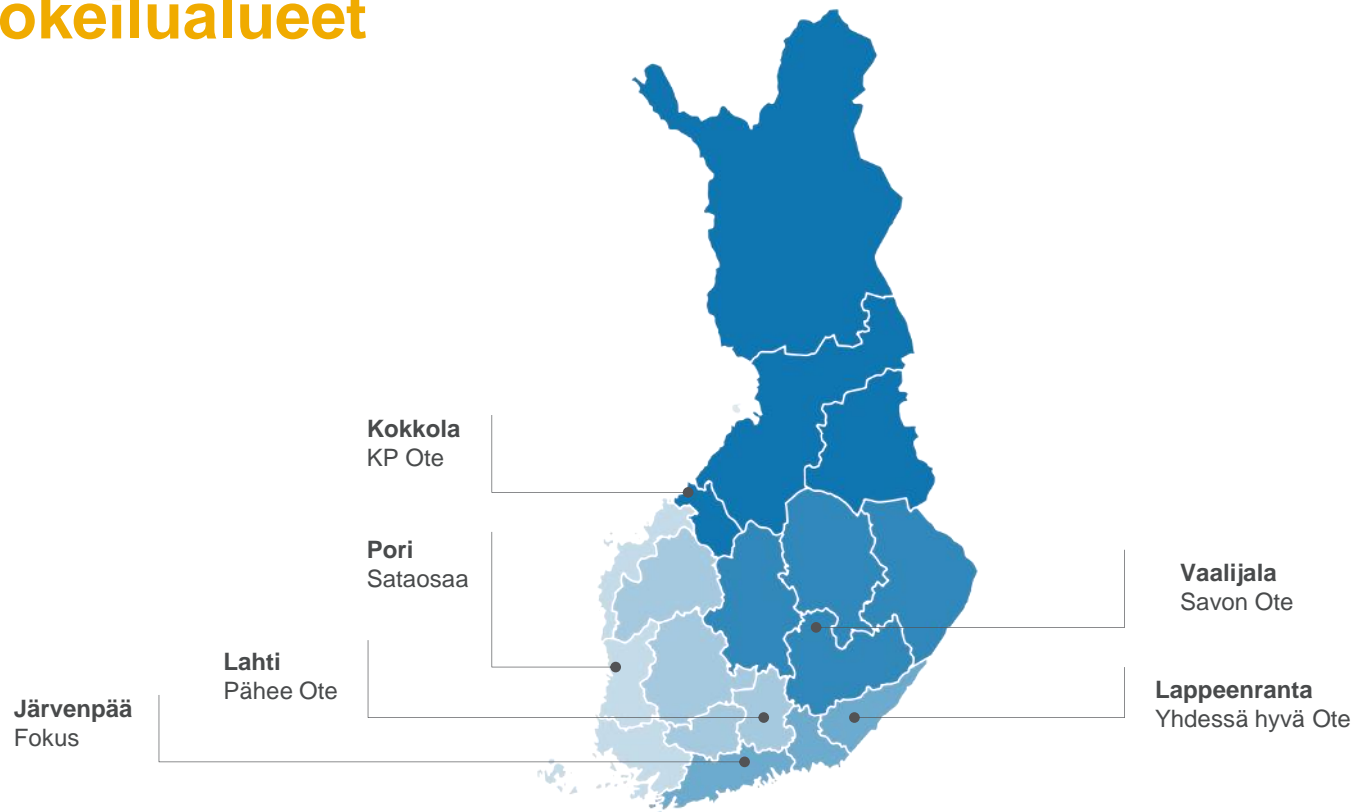 okeilualueet
Kokkola
KP Ote
Pori
Sataosaa
Lahti
Pähee Ote
Järvenpää
Fokus
Vaalijala
Savon Ote
Lappeenranta
Yhdessä hyvä Ote